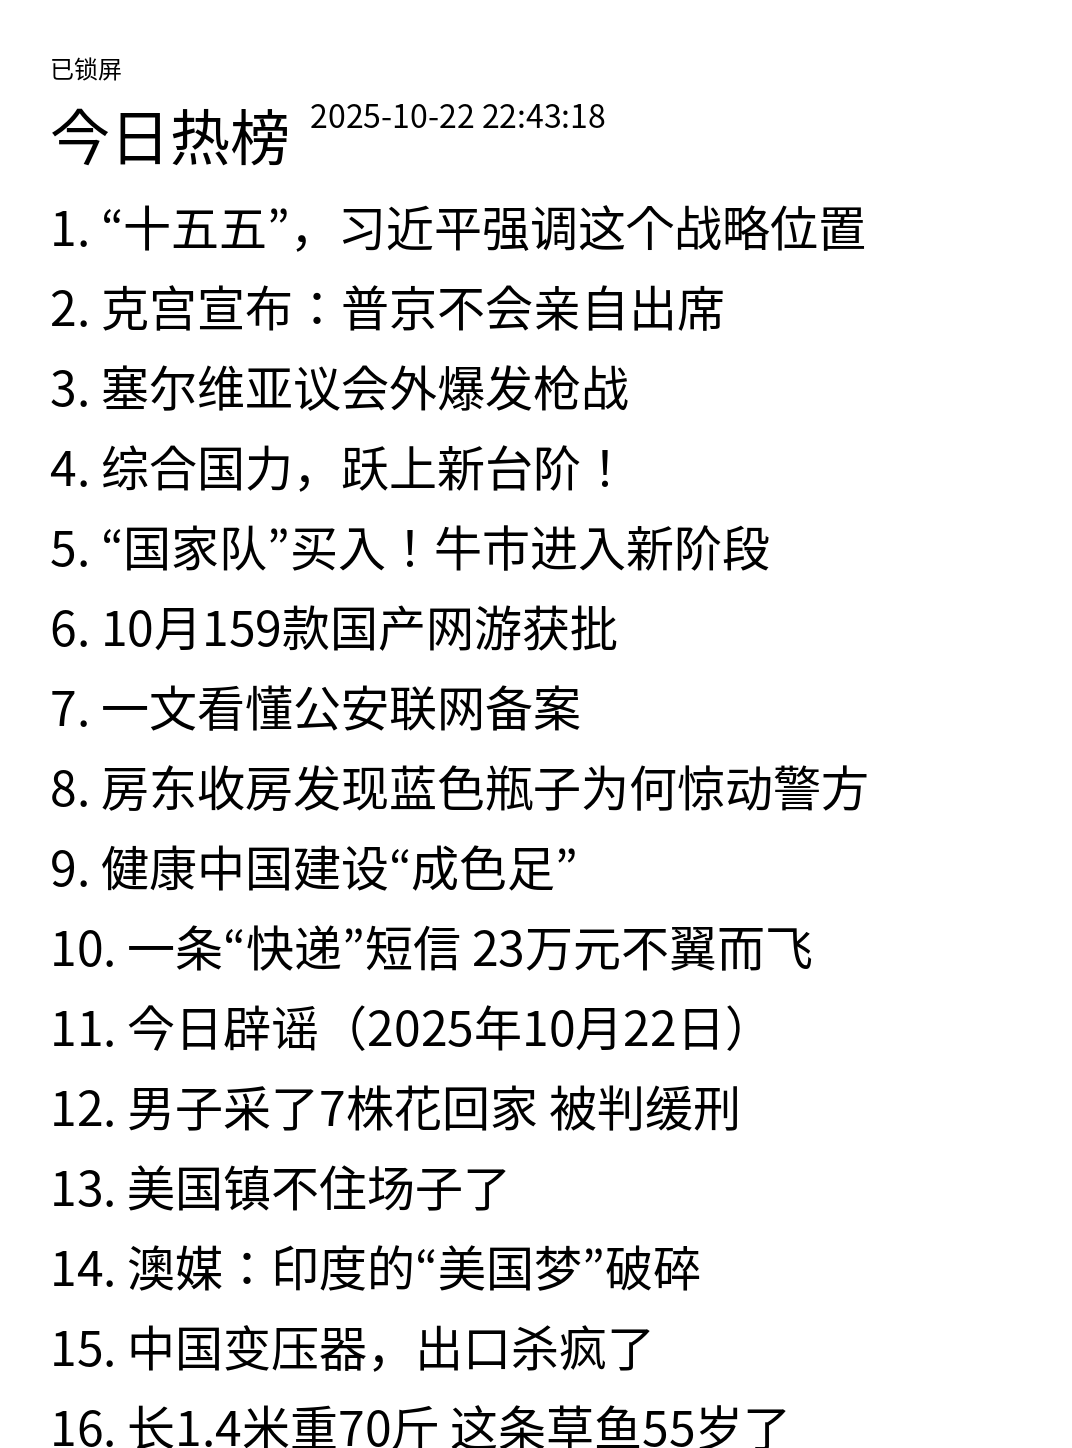 已锁屏
今日热榜 2025-10-22 22:43:18
1. “十五五”，习近平强调这个战略位置
2. 克宫宣布：普京不会亲自出席
3. 塞尔维亚议会外爆发枪战
4. 综合国力，跃上新台阶！
5. “国家队”买入！牛市进入新阶段
6. 10月159款国产网游获批
7. 一文看懂公安联网备案
8. 房东收房发现蓝色瓶子为何惊动警方
9. 健康中国建设“成色足”
10. 一条“快递”短信 23万元不翼而飞
11. 今日辟谣（2025年10月22日）
12. 男子采了7株花回家 被判缓刑
13. 美国镇不住场子了
14. 澳媒：印度的“美国梦”破碎
15. 中国变压器，出口杀疯了
16. 长1.4米重70斤 这条草鱼55岁了